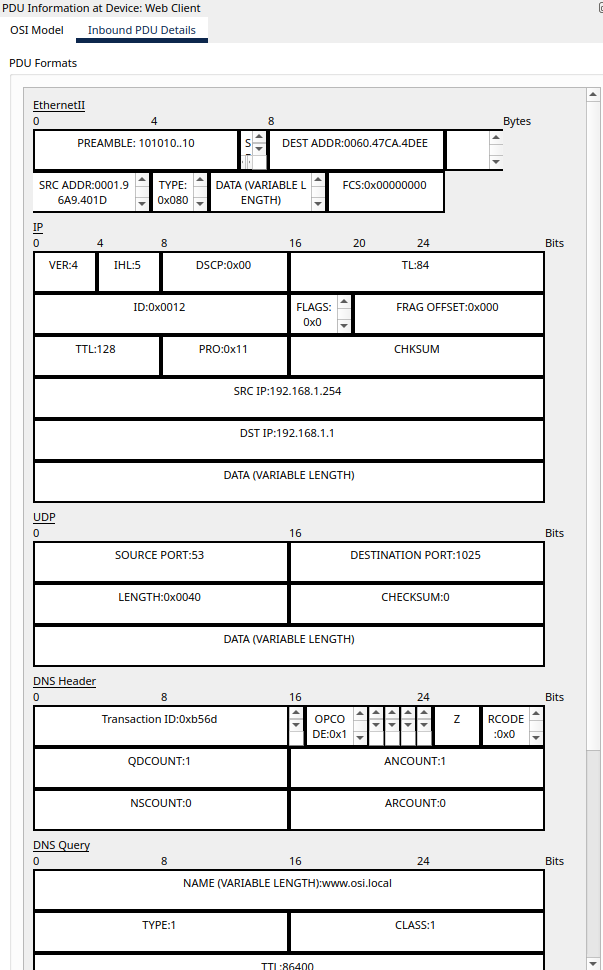 PDU Information at Device: Web Client
OSI Model Inbound PDU Details
PDU Formats
EthernetII
0 4 8 Bytes
PREAMBLE: 101010..10 S DEST ADDR:0060.47CA.4DEE
SRC ADDR:0001.9 TYPE: DATA (VARIABLE L FCS:0x00000000
6A9.401D 0x080 ENGTH)
IP
0 4 8 16 20 24 Bits
VER:4 IHL:5 DSCP:0x00 TL:84
ID:0x0012 FLAGS: FRAG OFFSET:0x000
0x0
TTL:128 PRO:0x11 CHKSUM
SRC IP:192.168.1.254
DST IP:192.168.1.1
DATA (VARIABLE LENGTH)
UDP
0 16 Bits
SOURCE PORT:53 DESTINATION PORT:1025
LENGTH:0x0040 CHECKSUM:0
DATA (VARIABLE LENGTH)
DNS Header
0 8 16 24 Bits
Transaction ID:0xb56d OPCO Z RCODE
DE:0x1 :0x0
QDCOUNT:1 ANCOUNT:1
NSCOUNT:0 ARCOUNT:0
DNS Query
0 8 16 24 Bits
NAME (VARIABLE LENGTH):www.osi.local
TYPE:1 CLASS:1
TTL:86400